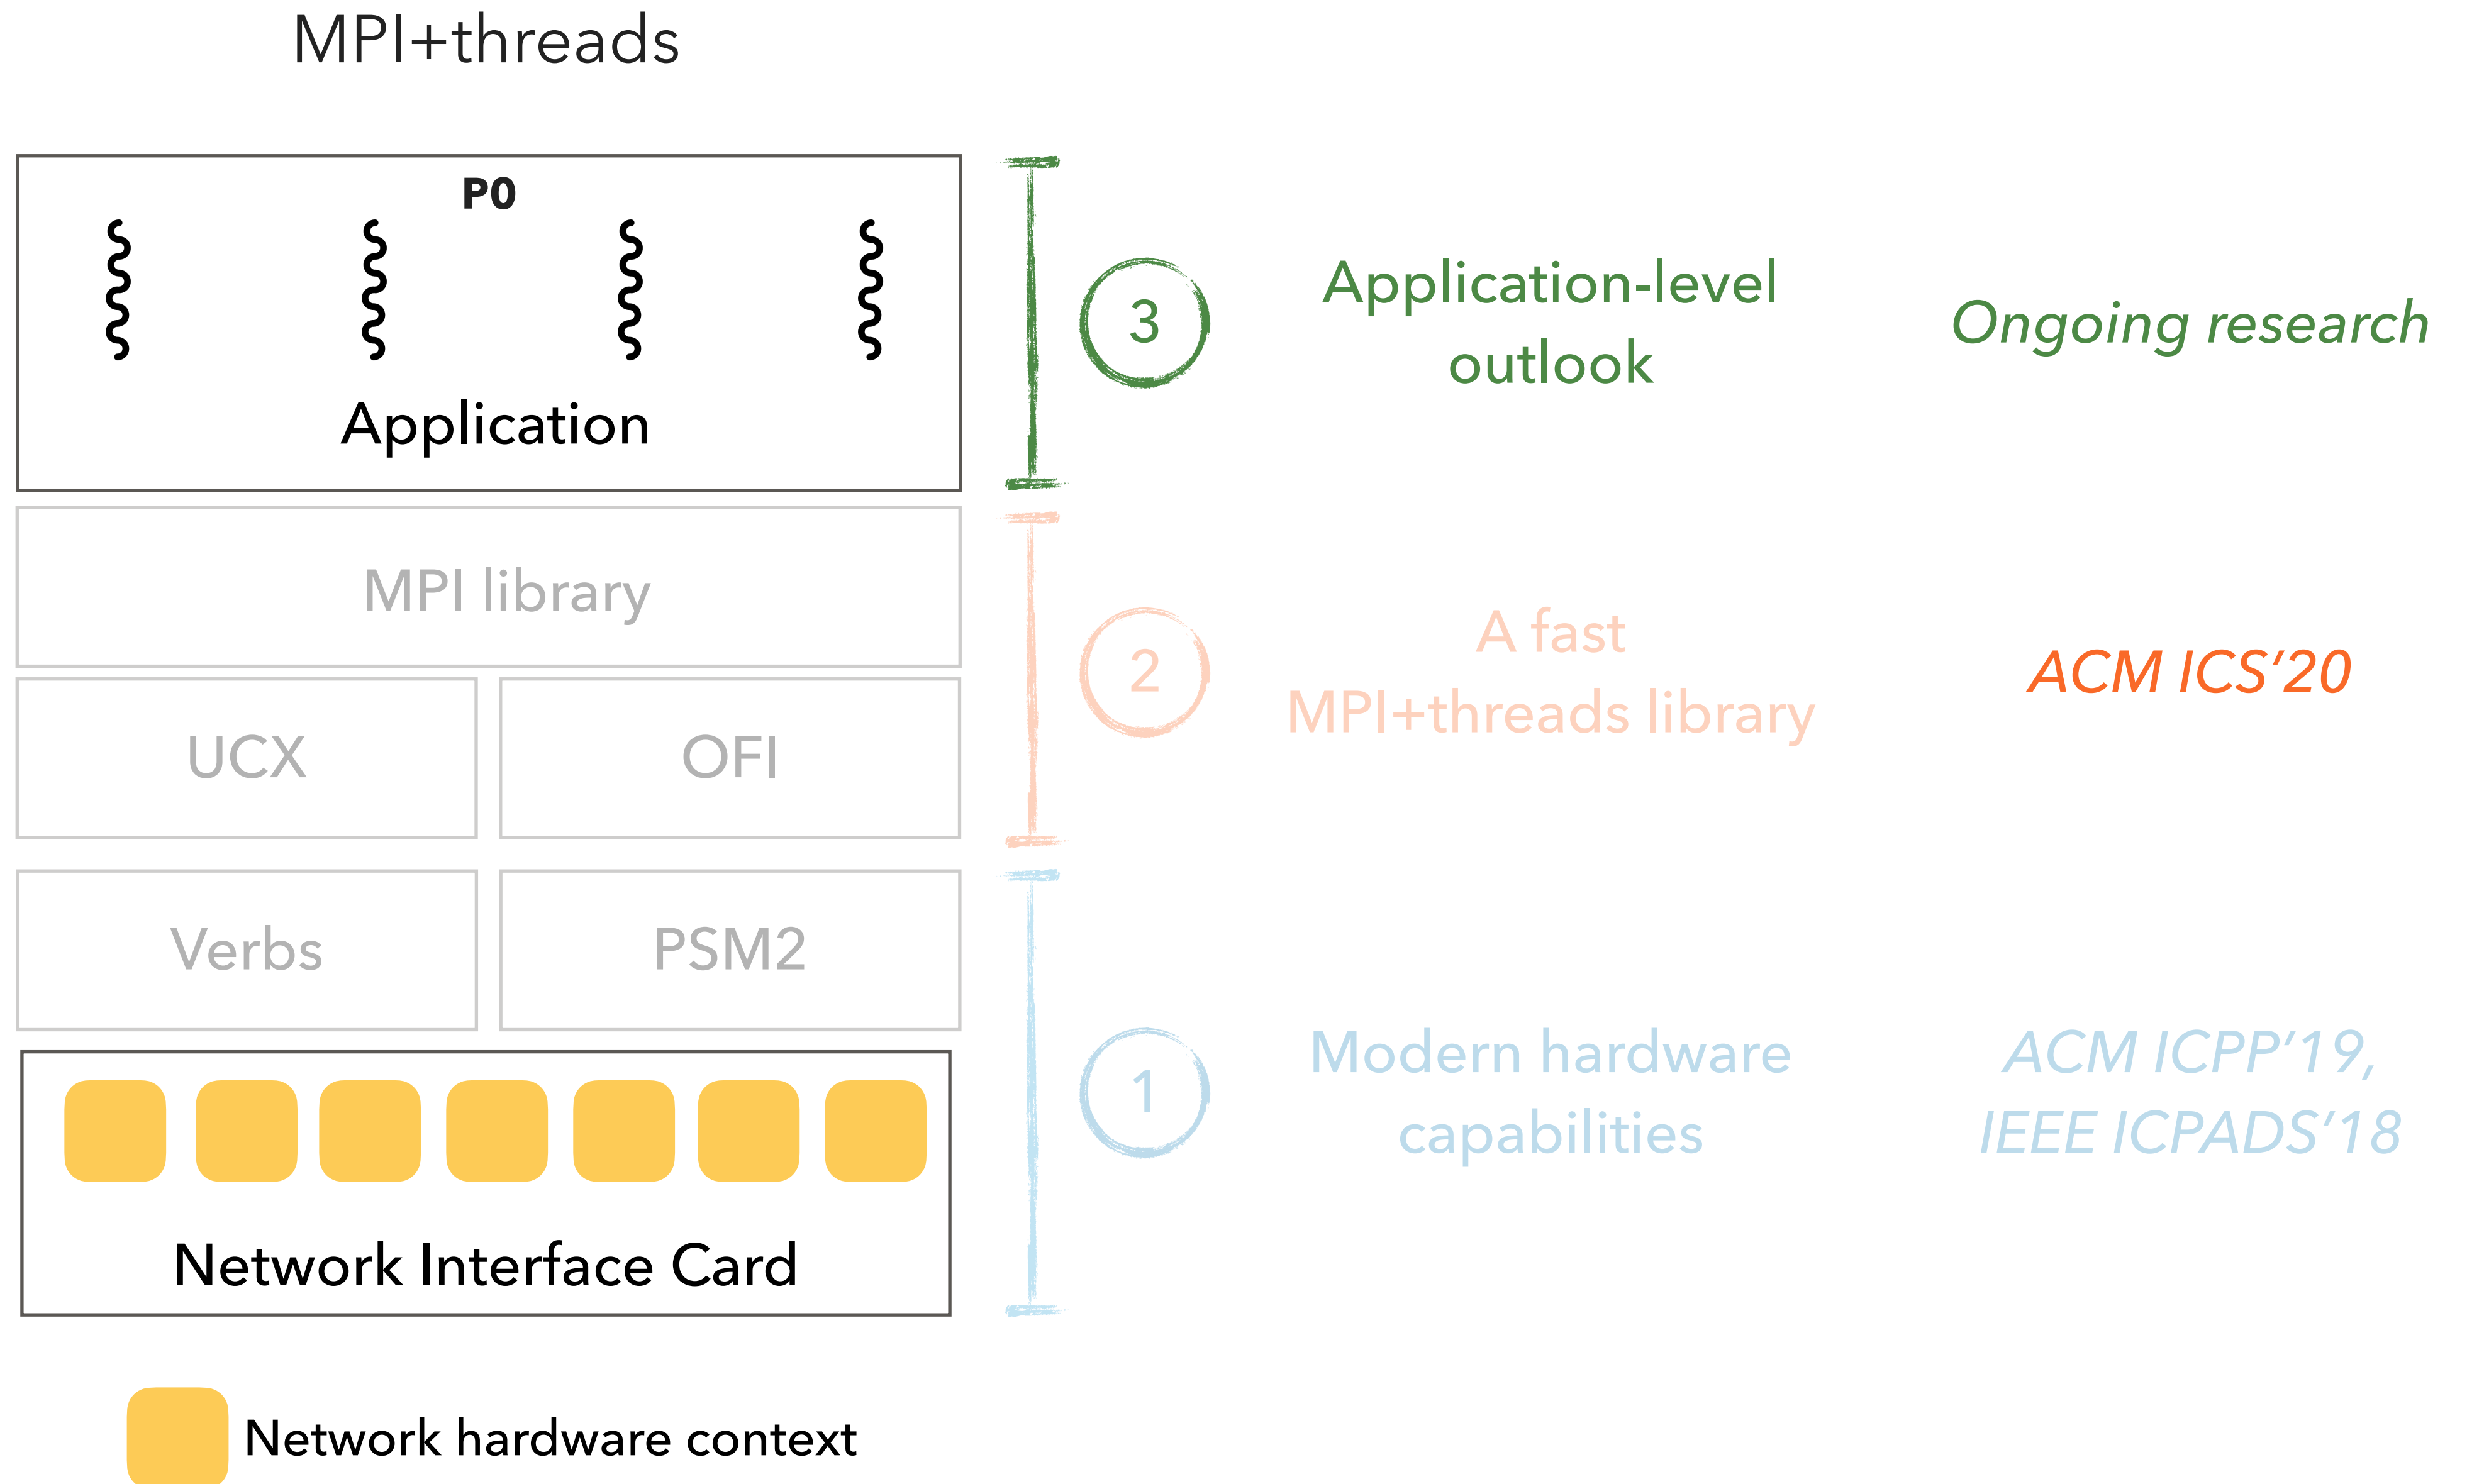 MPI+threads
P0
Application
3
Application-level
outlook
Ongoing research
MPI library
UCX
OFI
2
A fast
MPI+threads library
ACM ICS’20
Verbs
PSM2
Network Interface Card
1
Modern hardware
capabilities
ACM ICPP’19,
IEEE ICPADS’18
Network hardware context